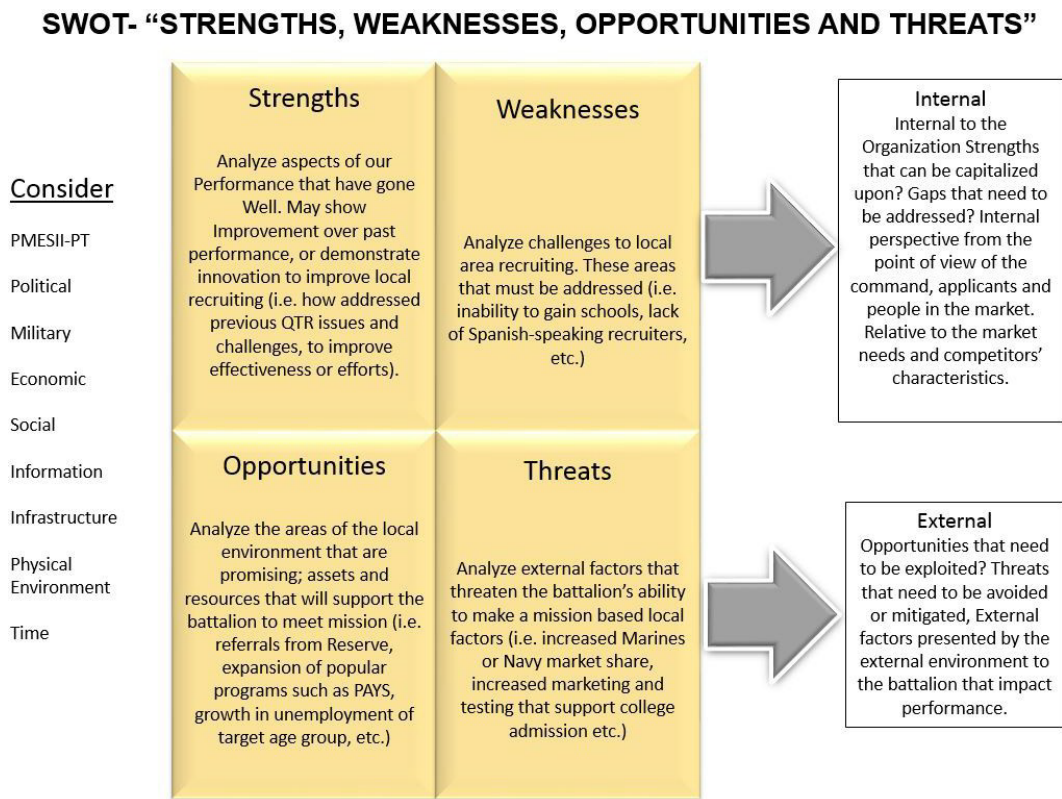 SWOT- “STRENGTHS, WEAKNESSES, OPPORTUNITIES AND THREATS”
Consider
PMESII-PT
Political
Military
Economic
Social
Information
Infrastructure
Physical
Environment
Time
Strengths
Analyze aspects of our
Performance that have gone
Well. May show
Improvement over past
performance, or demonstrate
innovation to improve local
recruiting (i.e. how addressed
previous QTR issues and
challenges, to improve
effectiveness or efforts).
Weaknesses
Analyze challenges to local
area recruiting. These areas
that must be addressed (i.e.
inability to gain schools, lack
of Spanish-speaking recruiters,
etc.)
Internal
Internal to the
Organization Strengths
that can be capitalized
upon? Gaps that need to
be addressed? Internal
perspective from the
point of view of the
command, applicants and
people in the market.
Relative to the market
needs and competitors’
characteristics.
Opportunities
Analyze the areas of the local
environment that are
promising; assets and
resources that will support the
battalion to meet mission (i.e.
referrals from Reserve,
expansion of popular
programs such as PAYS,
growth in unemployment of
target age group, etc.)
Threats
Analyze external factors that
threaten the battalion’s ability
to make a mission based local
factors (i.e. increased Marines
or Navy market share,
increased marketing and
testing that support college
admission etc.)
External
Opportunities that need
to be exploited? Threats
that need to be avoided
or mitigated, External
factors presented by the
external environment to
the battalion that impact
performance.